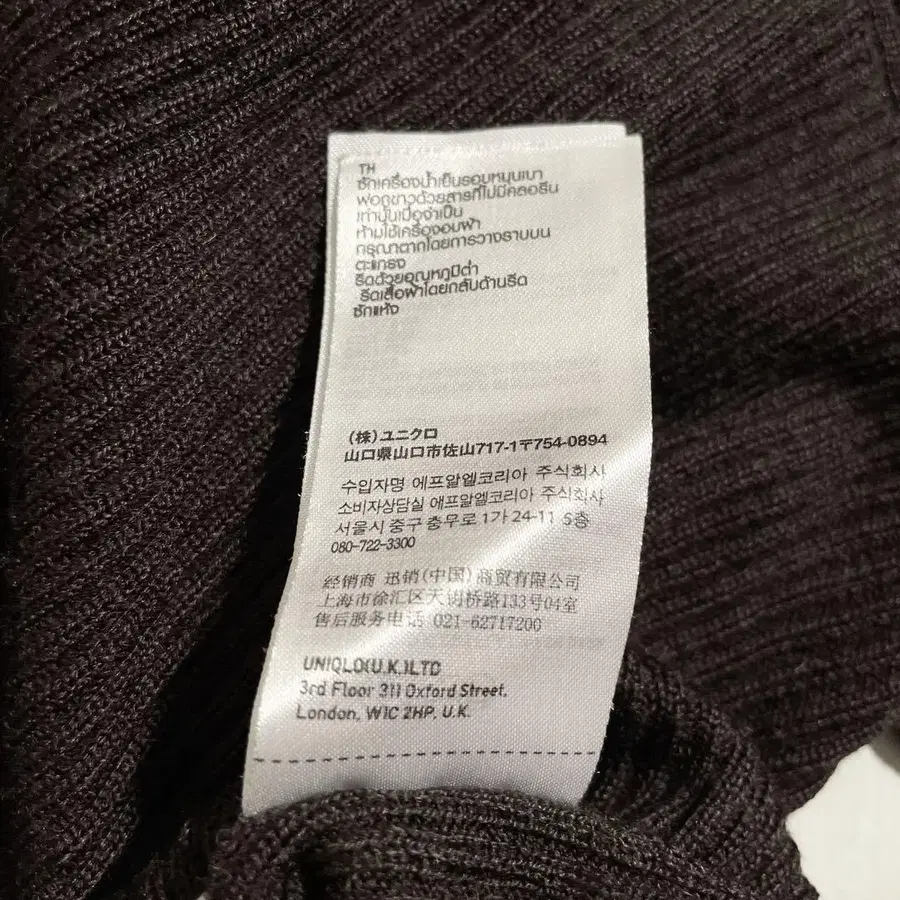 TH
ซักเครื่องน้ำเย็นรอบหมุนเบา
ฟอกขาวด้วยสารที่ไม่มีคลอรีน
เท่านั้นเมื่อจำเป็น
ห้ามใช้เครื่องอบผ้า
กรุณาตากโดยการวางราบบน
ตะแกรง
รีดด้วยอุณหภูมิต่ำ
รีดเสื้อผ้าโดยกลับด้านรีด
ซักแห้ง
(株)ユニクロ
山口県山口市佐山717-1〒754-0894
수입자명 에프알엘코리아 주식회사
소비자상담실 에프알엘코리아 주식회사
서울시 중구 충무로 1가 24-11 5층
080-722-3300
经销商 迅销(中国)商贸有限公司
上海市徐汇区天钥桥路133号04室
售后服务电话 021-62717200
UNIQLO(U.K.)LTD
3rd Floor 311 Oxford Street,
London, W1C 2HP, U.K.